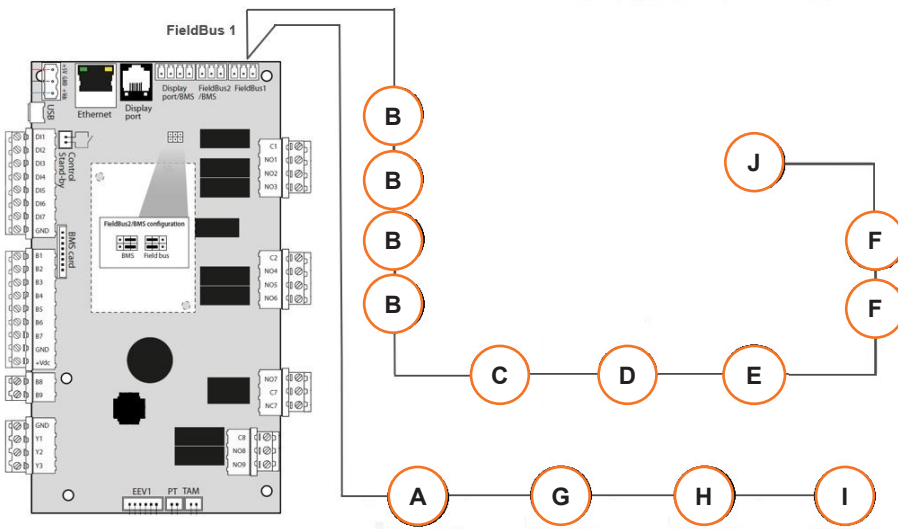 FieldBus 1
+5V GND +Vdc
Ethernet
Display port
Display port/BMS
FieldBus2 /BMS
FieldBus1
USB
Control Stand-by
DI1
DI2
DI3
DI4
DI5
DI6
DI7
GND
BMS card
B1
B2
B3
B4
B5
B6
B7
GND
+Vdc
B8
B9
GND
Y1
Y2
Y3
FieldBus2/BMS configuration
BMS
Field bus
C1
NO1
NO2
NO3
C2
NO4
NO5
NO6
NO7
C7
NC7
C8
NO8
NO9
EEV1
PT
TAM
B
B
B
B
C
D
E
F
F
J
A
G
H
I